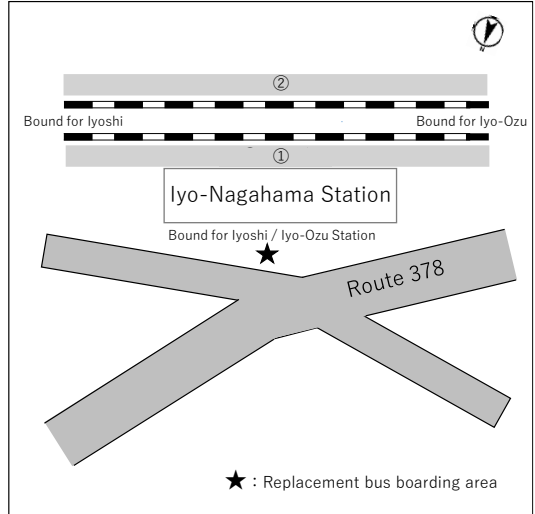 N
②
Bound for Iyoshi
Bound for Iyo-Ozu
①
Iyo-Nagahama Station
Bound for Iyoshi / Iyo-Ozu Station
Route 378
★：Replacement bus boarding area